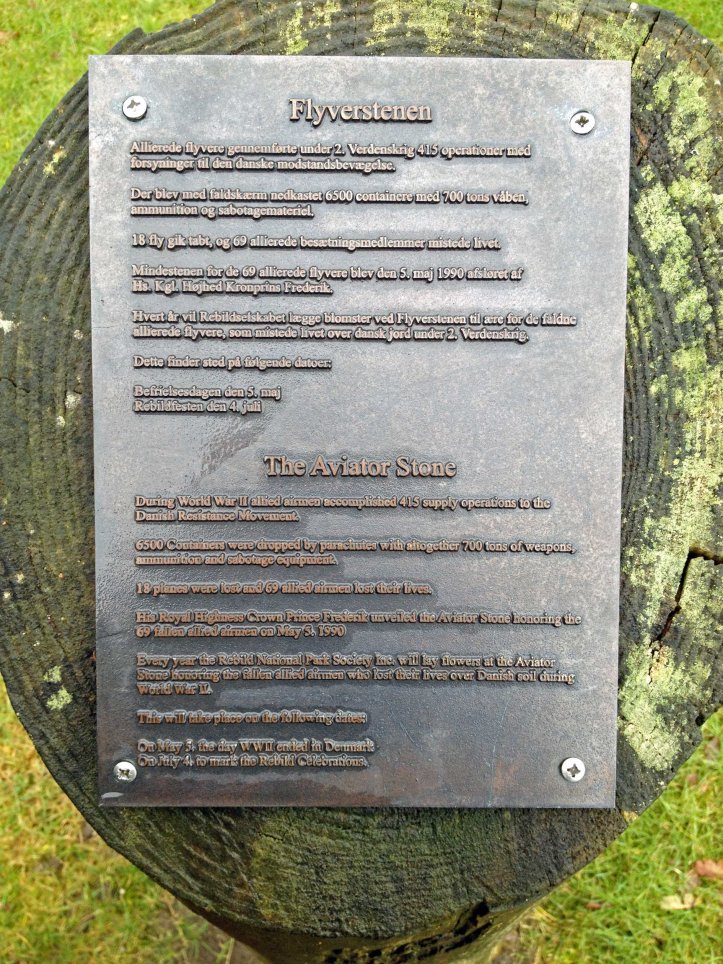 Flyverstenen
Allierede flyvere gennemførte under 2. Verdenskrig 415 operationer med
forsyninger til den danske modstandsbevægelse.
Der blev med faldskærm nedkastet 6500 containere med 700 tons våben,
ammunition og sabotagemateriel.
18 fly gik tabt, og 69 allierede besætningsmedlemmer mistede livet.
Mindestenen for de 69 allierede flyvere blev den 5. maj 1990 afsløret af
Hs. Kgl. Højhed Kronprins Frederik.
Hvert år vil Rebildselskabet lægge blomster ved Flyverstenen til ære for de faldne
allierede flyvere, som mistede livet over dansk jord under 2. Verdenskrig.
Dette finder sted på følgende datoer:
Befrielsesdagen den 5. maj
Rebildfesten den 4. juli
The Aviator Stone
During World War II allied airmen accomplished 415 supply operations to the
Danish Resistance Movement.
6500 Containers were dropped by parachutes with altogether 700 tons of weapons,
ammunition and sabotage equipment.
18 planes were lost and 69 allied airmen lost their lives.
His Royal Highness Crown Prince Frederik unveiled the Aviator Stone honoring the
69 fallen allied airmen on May 5. 1990
Every year the Rebild National Park Society Inc. will lay flowers at the Aviator
Stone honoring the fallen allied airmen who lost their lives over Danish soil during
World War II.
This will take place on the following dates:
On May 5. the day WWII ended in Denmark
On July 4. to mark the Rebild Celebrations.